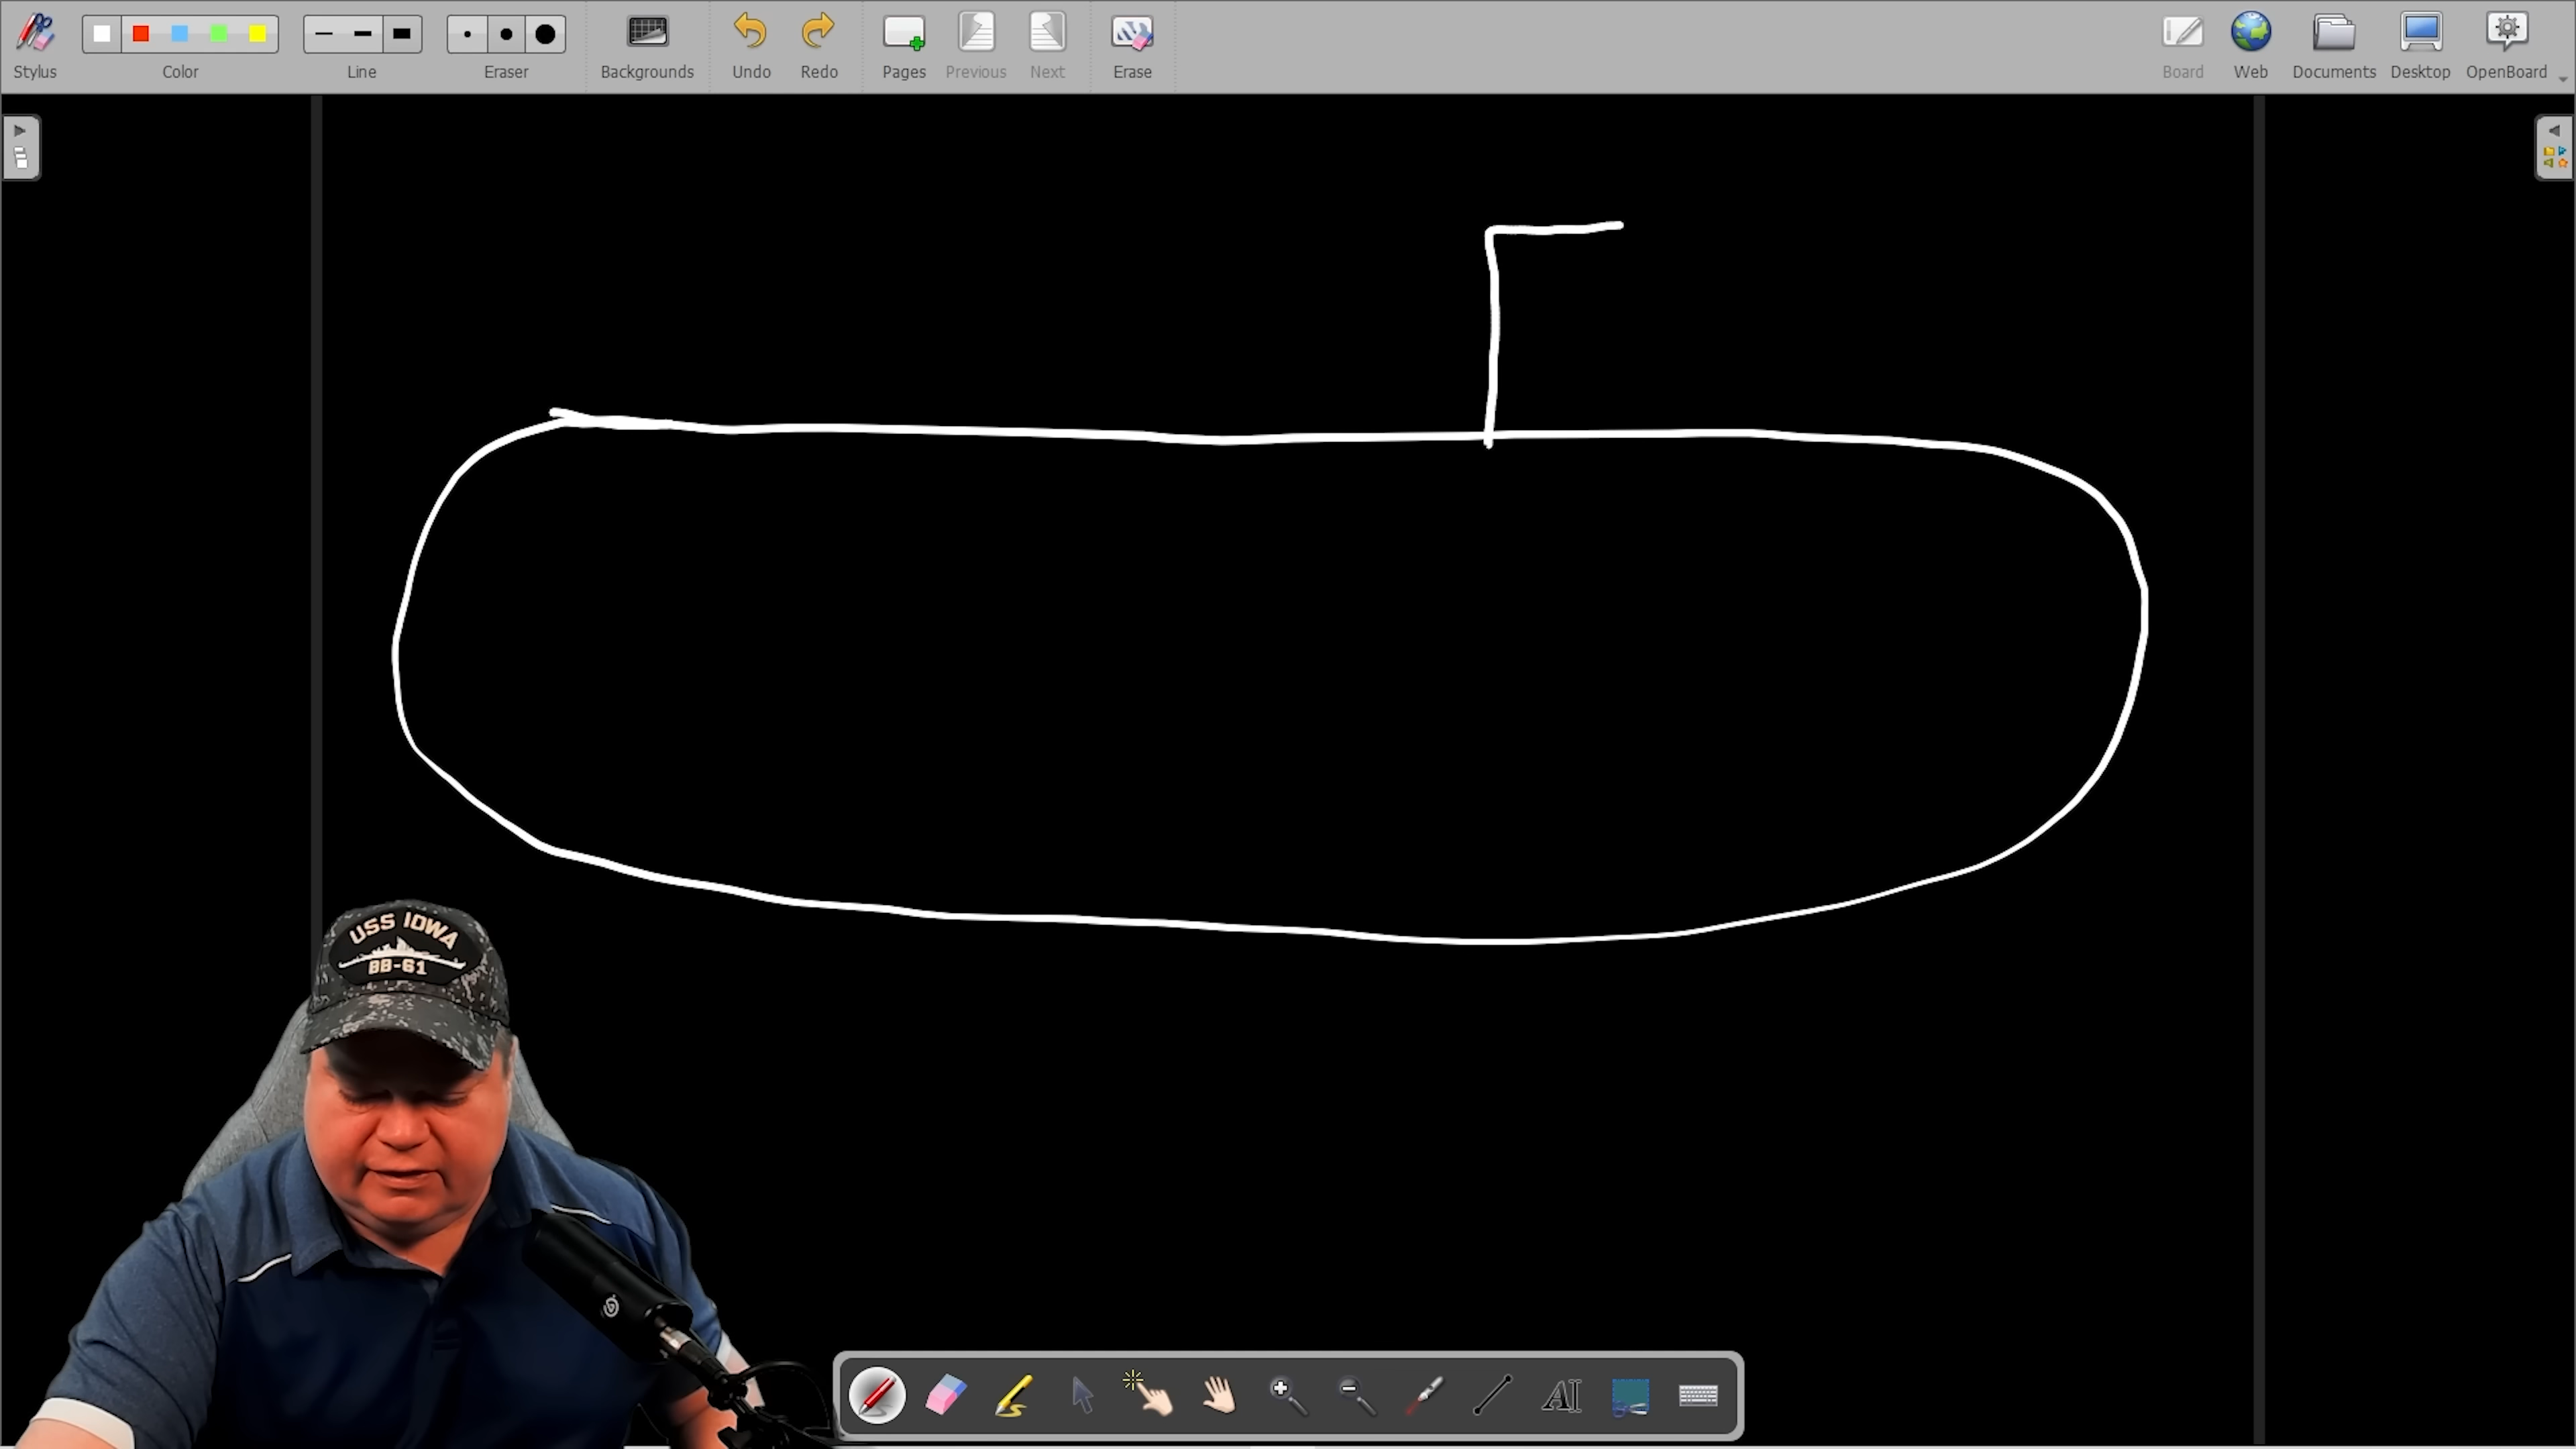 Stylus Color Line Eraser Backgrounds Undo Redo Pages Previous Next Erase Board Web Documents Desktop OpenBoard
USS IOWA
BB-61
AI